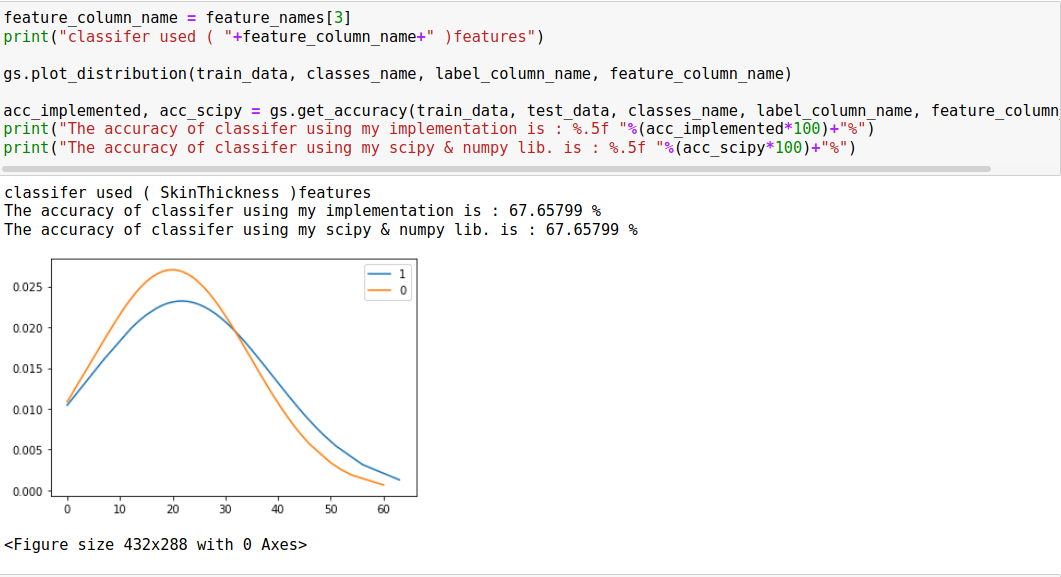 feature_column_name = feature_names[3]
print("classifer used ( "+feature_column_name+" )features")
gs.plot_distribution(train_data, classes_name, label_column_name, feature_column_name)
acc_implemented, acc_scipy = gs.get_accuracy(train_data, test_data, classes_name, label_column_name, feature_column
print("The accuracy of classifer using my implementation is : %.5f "%(acc_implemented*100)+"%")
print("The accuracy of classifer using my scipy & numpy lib. is : %.5f "%(acc_scipy*100)+"%")
classifer used ( SkinThickness )features
The accuracy of classifer using my implementation is : 67.65799 %
The accuracy of classifer using my scipy & numpy lib. is : 67.65799 %
1
0
0.025
0.020
0.015
0.010
0.005
0.000
0 10 20 30 40 50 60
<Figure size 432x288 with 0 Axes>